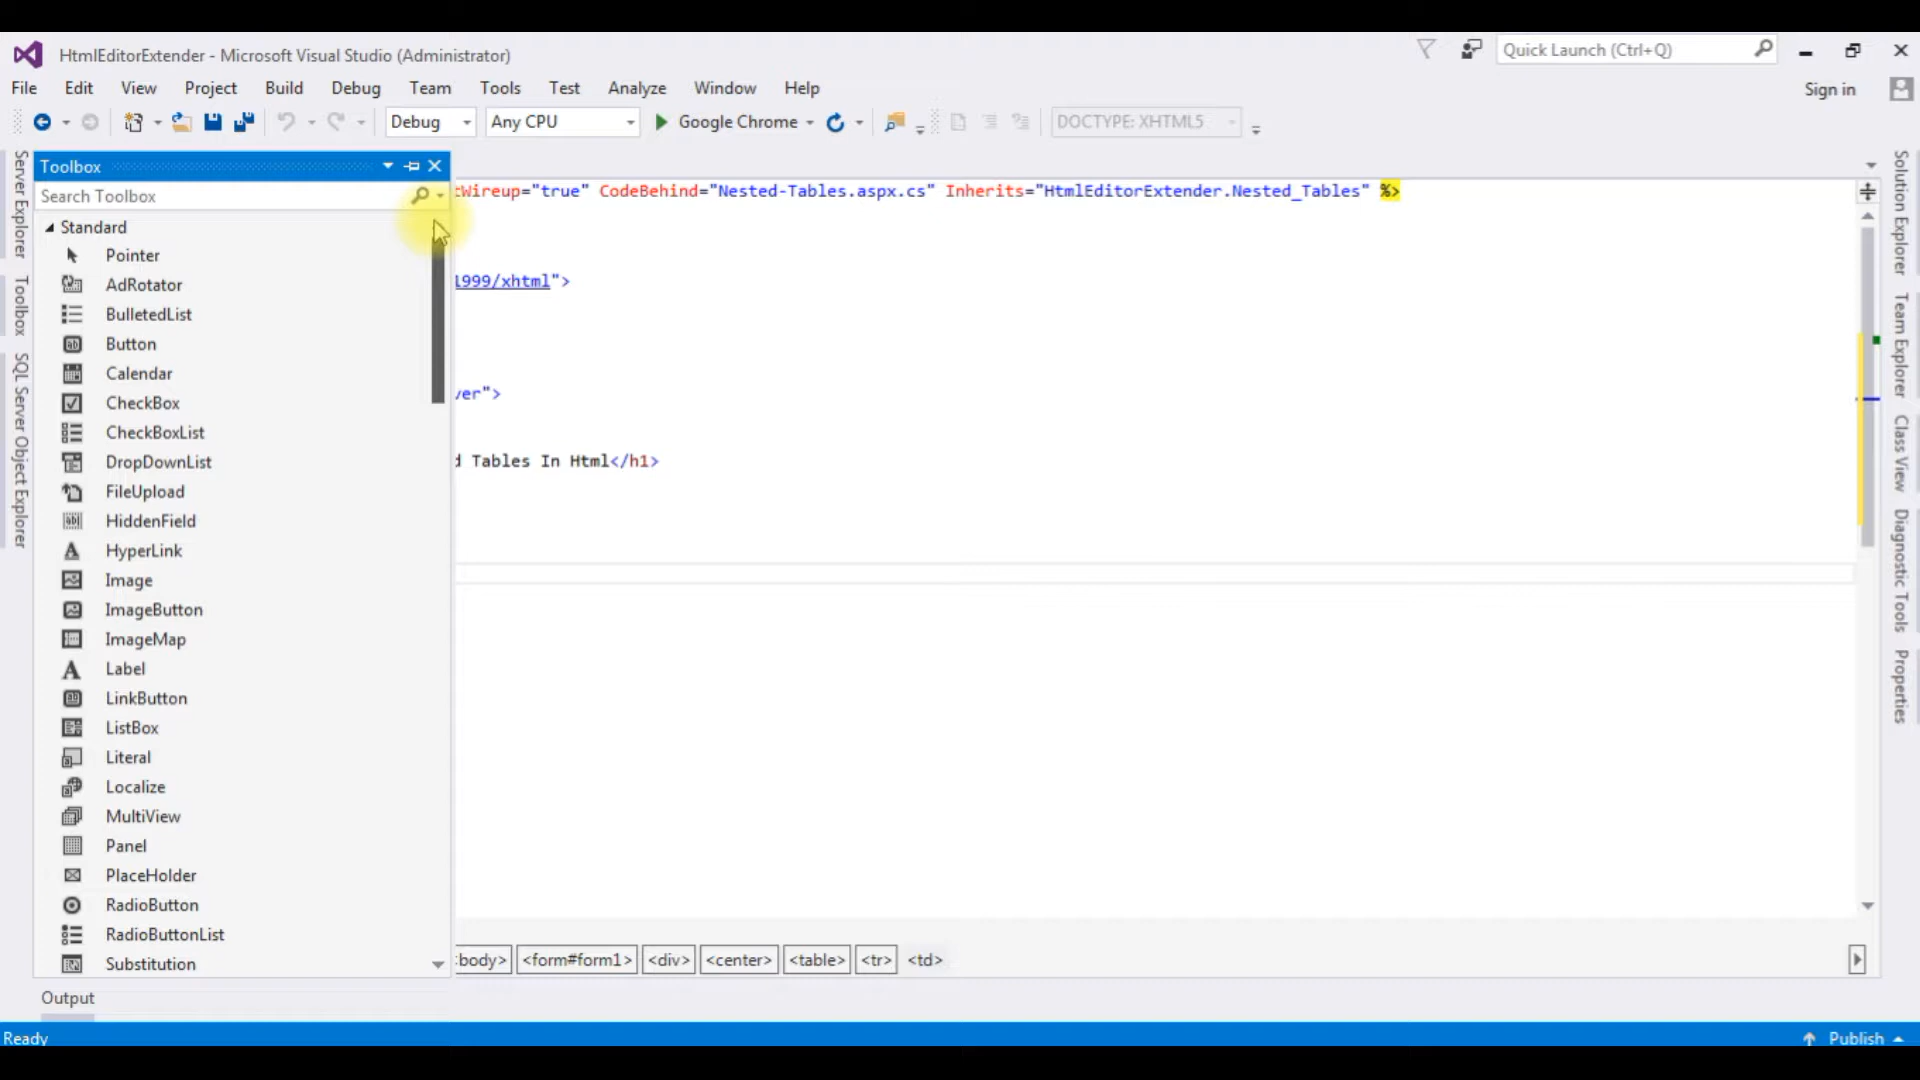 HtmlEditorExtender - Microsoft Visual Studio (Administrator)
Quick Launch (Ctrl+Q)
File Edit View Project Build Debug Team Tools Test Analyze Window Help
Sign in
Debug Any CPU Google Chrome DOCTYPE: XHTML5
Server Explorer
Toolbox
SQL Server Object Explorer
Toolbox
Search Toolbox
Standard
Pointer
AdRotator
BulletedList
Button
Calendar
CheckBox
CheckBoxList
DropDownList
FileUpload
HiddenField
HyperLink
Image
ImageButton
ImageMap
Label
LinkButton
ListBox
Literal
Localize
MultiView
Panel
PlaceHolder
RadioButton
RadioButtonList
Substitution
tWireup="true" CodeBehind="Nested-Tables.aspx.cs" Inherits="HtmlEditorExtender.Nested_Tables" %>
1999/xhtml">
ver">
d Tables In Html</h1>
<body> <form#form1> <div> <center> <table> <tr> <td>
Solution Explorer
Team Explorer
Class View
Diagnostic Tools
Properties
Output
Ready
Publish